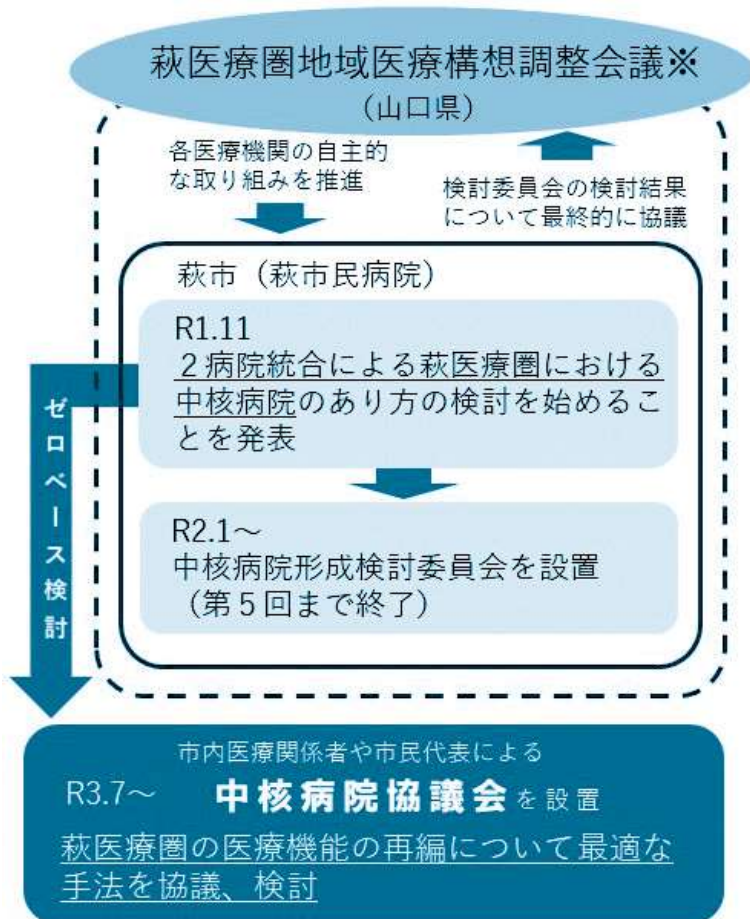 萩医療圏地域医療構想調整会議※
(山口県)
各医療機関の自主的
な取り組みを推進
検討委員会の検討結果
について最終的に協議
萩市（萩市民病院）
R1.11
２病院統合による萩医療圏における
中核病院のあり方の検討を始めるこ
とを発表
R2.1～
中核病院形成検討委員会を設置
（第５回まで終了）
ゼロベース検討
市内医療関係者や市民代表による
R3.7～ 中核病院協議会を設置
萩医療圏の医療機能の再編について最適な
手法を協議、検討